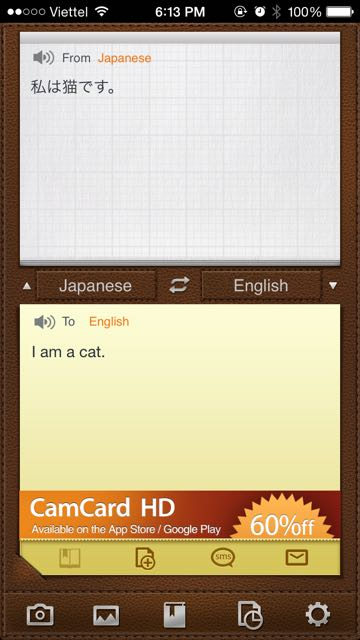 Viettel 6:13 PM 100%
From Japanese
私は猫です。
Japanese English
To English
I am a cat.
CamCard HD
Available on the App Store / Google Play
60%off
sms